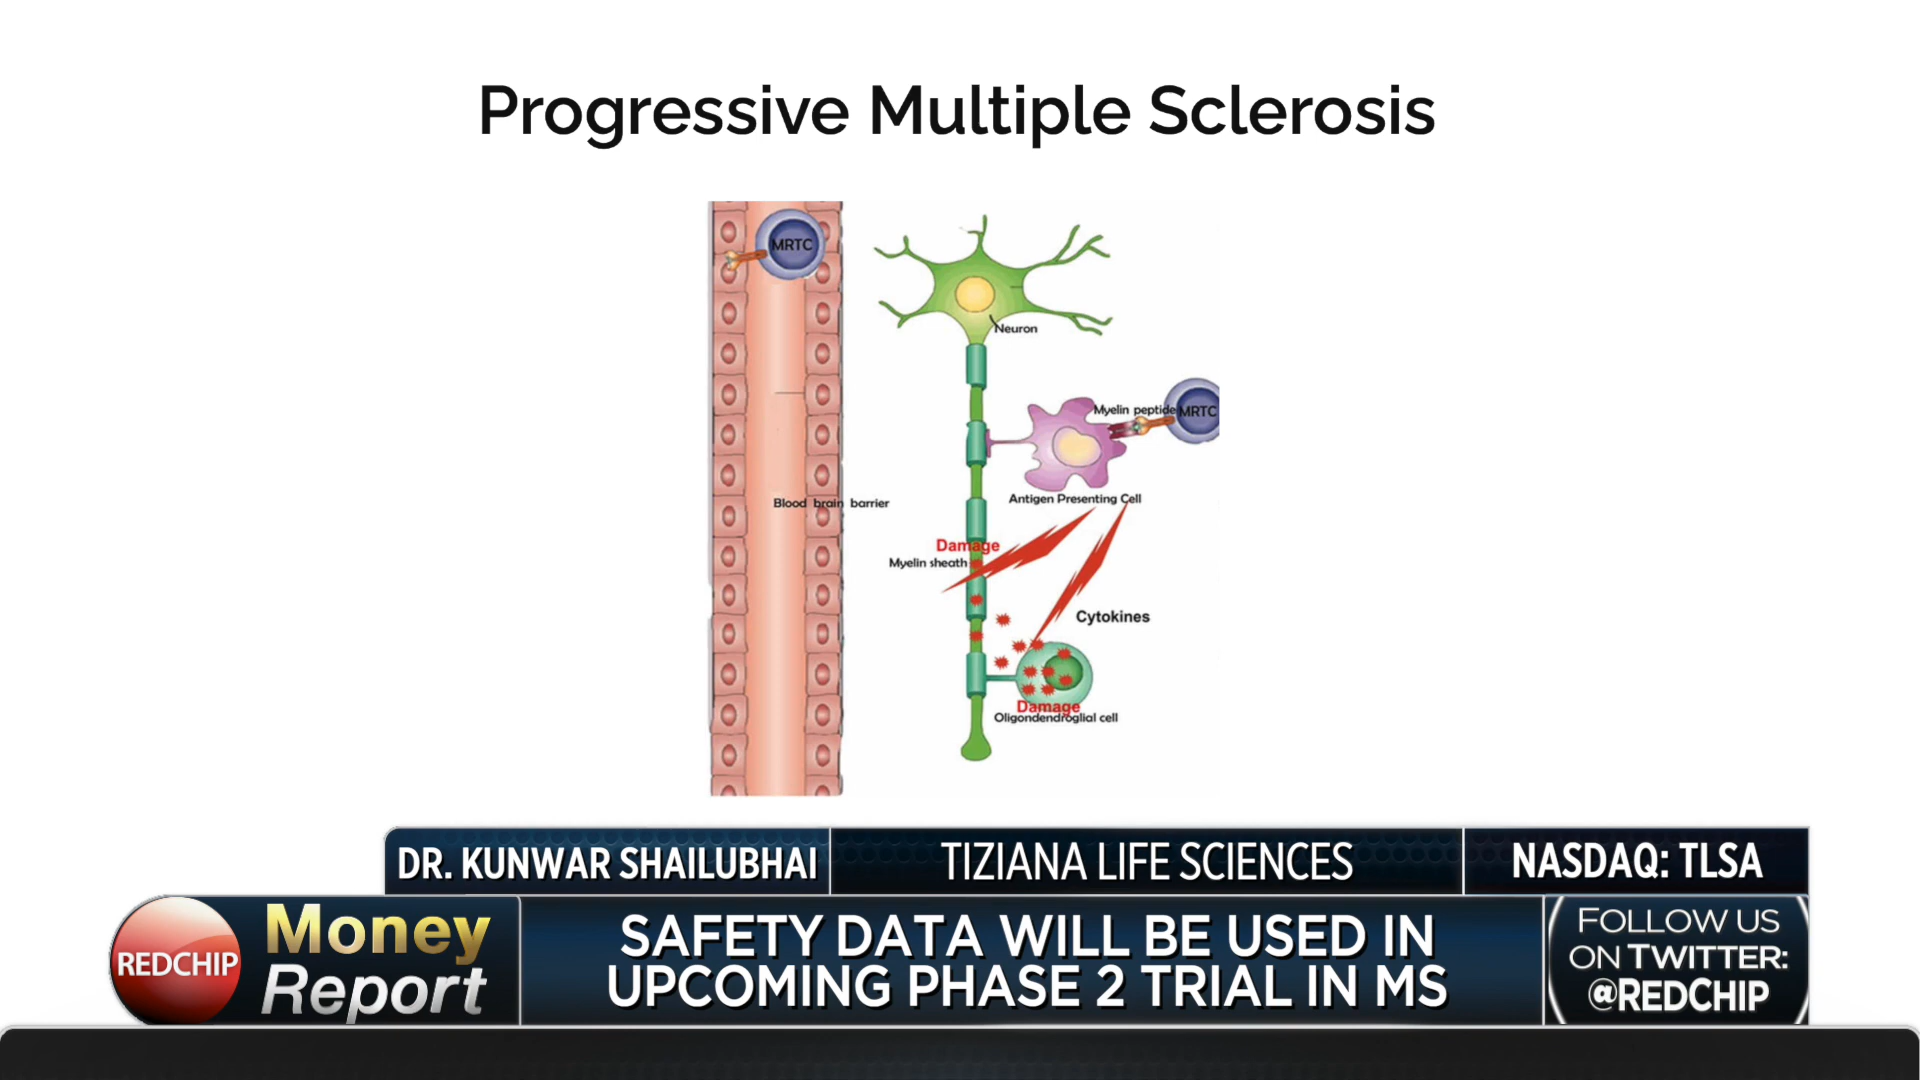 Progressive Multiple Sclerosis
MRTC
Neuron
Myelin peptide
MRTC
Antigen Presenting Cell
Blood brain barrier
Damage
Myelin sheath
Cytokines
Damage
Oligondendroglial cell
DR. KUNWAR SHAILUBHAI
TIZIANA LIFE SCIENCES
NASDAQ: TLSA
REDCHIP
Money
Report
SAFETY DATA WILL BE USED IN
UPCOMING PHASE 2 TRIAL IN MS
FOLLOW US
ON TWITTER:
@REDCHIP